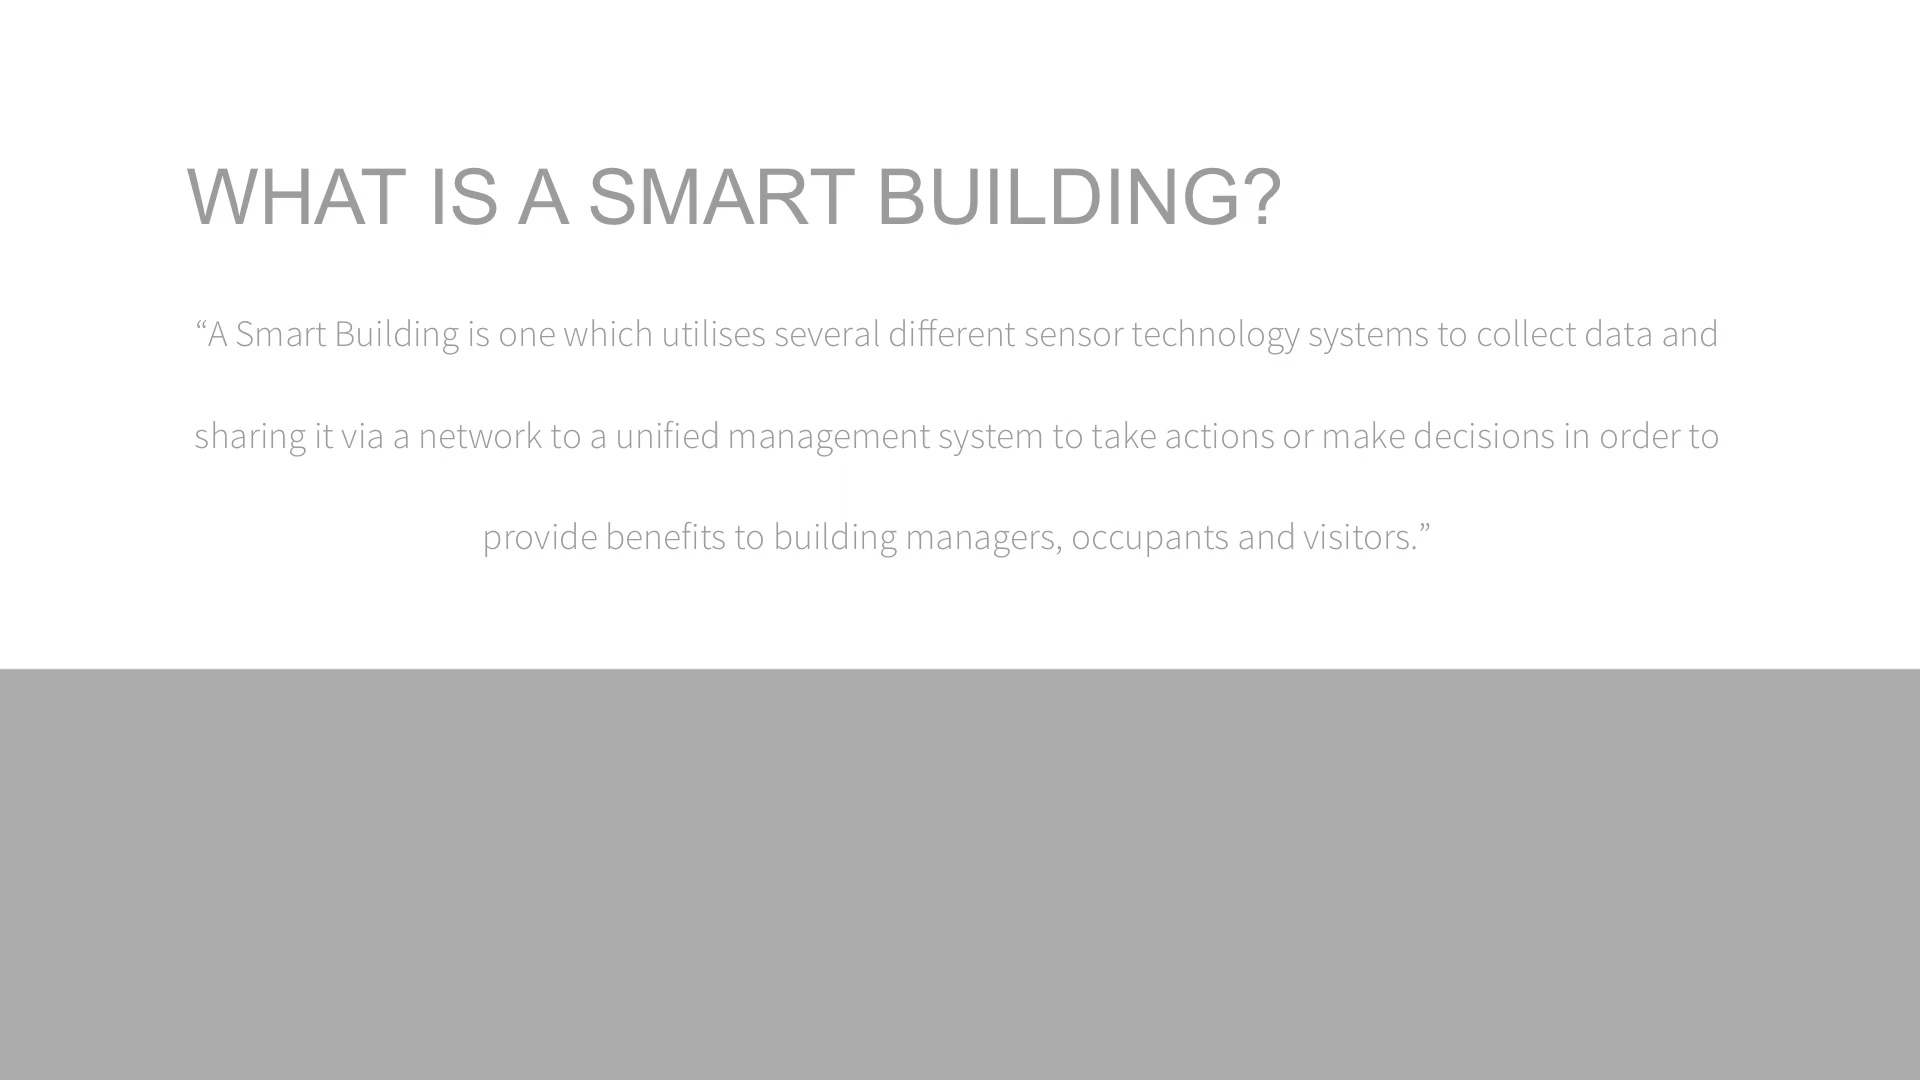 WHAT IS A SMART BUILDING?
“A Smart Building is one which utilises several different sensor technology systems to collect data and
sharing it via a network to a unified management system to take actions or make decisions in order to
provide benefits to building managers, occupants and visitors.”